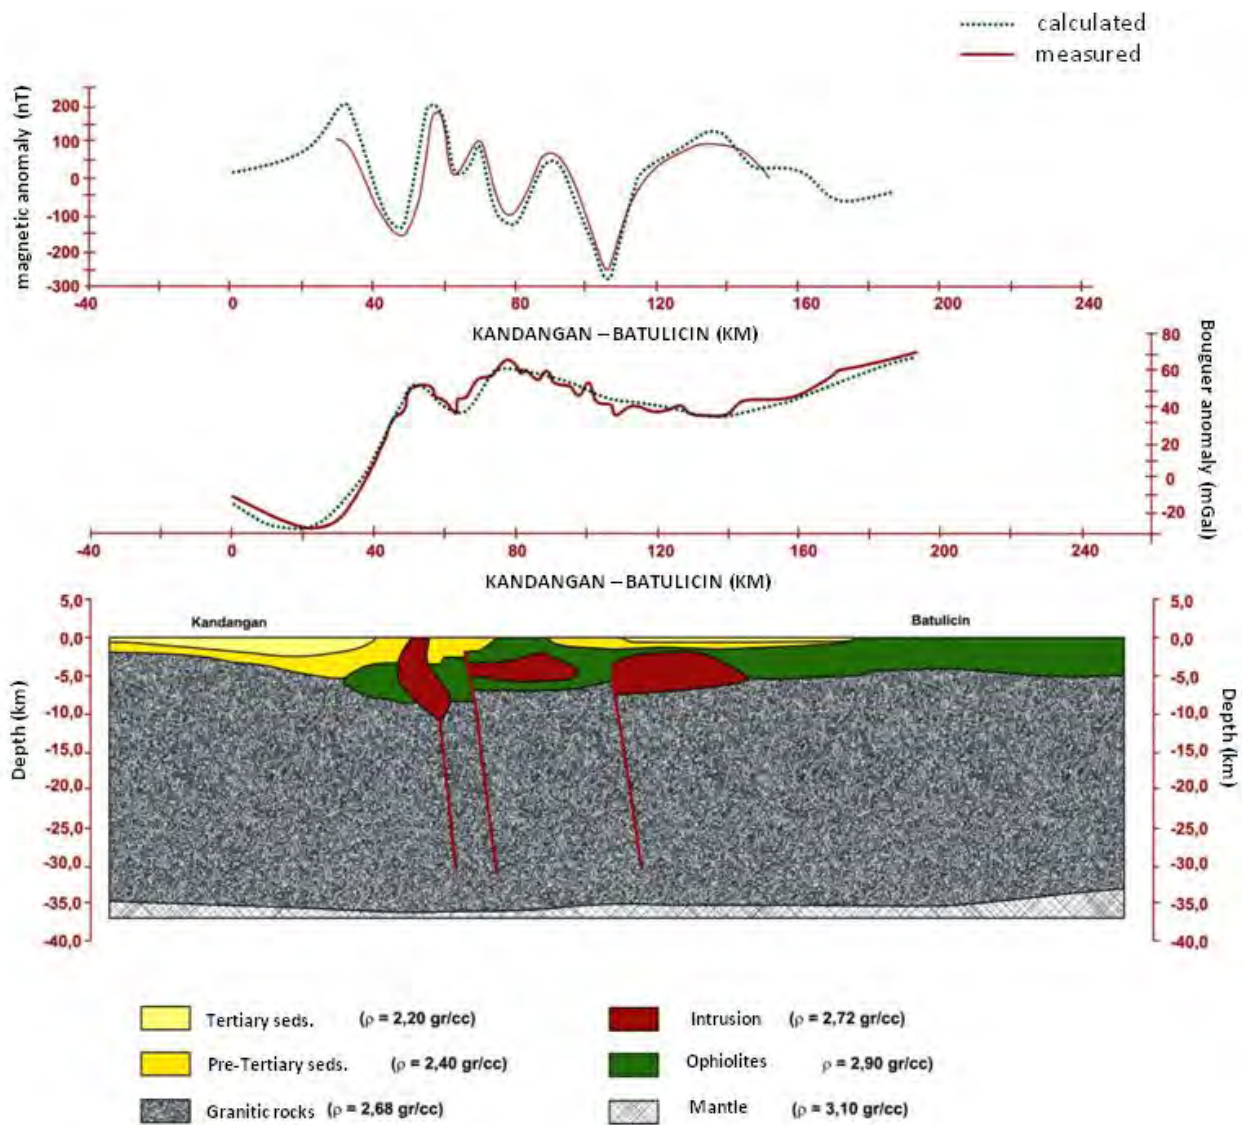 calculated
measured
magnetic anomaly (nT)
200
100
0
-100
-200
-300
-40 0 40 80 120 160 200 240
KANDANGAN – BATULICIN (KM)
Bouguer anomaly (mGal)
80
60
40
20
0
-20
-40 0 40 80 120 160 200 240
KANDANGAN – BATULICIN (KM)
Depth (km)
5,0 5,0
Kandangan Batulicin
0,0 0,0
-5,0 -5,0
-10,0 -10,0
-15,0 -15,0
-20,0 -20,0
-25,0 -25,0
-30,0 -30,0
-35,0 -35,0
-40,0 -40,0
Depth (km)
Tertiary seds. (ρ = 2,20 gr/cc) Intrusion (ρ = 2,72 gr/cc)
Pre-Tertiary seds. (ρ = 2,40 gr/cc) Ophiolites ρ = 2,90 gr/cc)
Granitic rocks (ρ = 2,68 gr/cc) Mantle (ρ = 3,10 gr/cc)